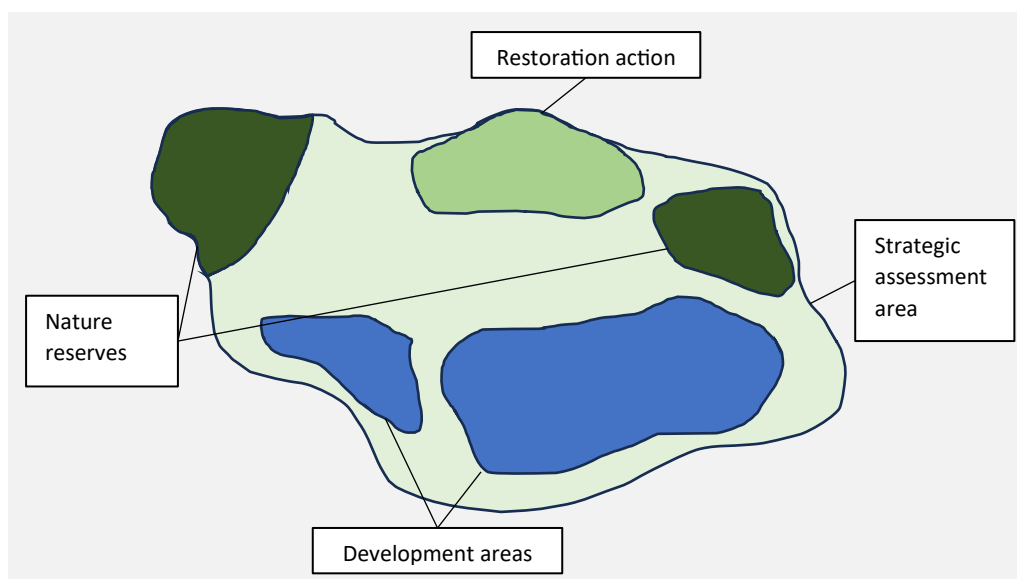 Restoration action
Strategic
assessment
area
Nature
reserves
Development areas